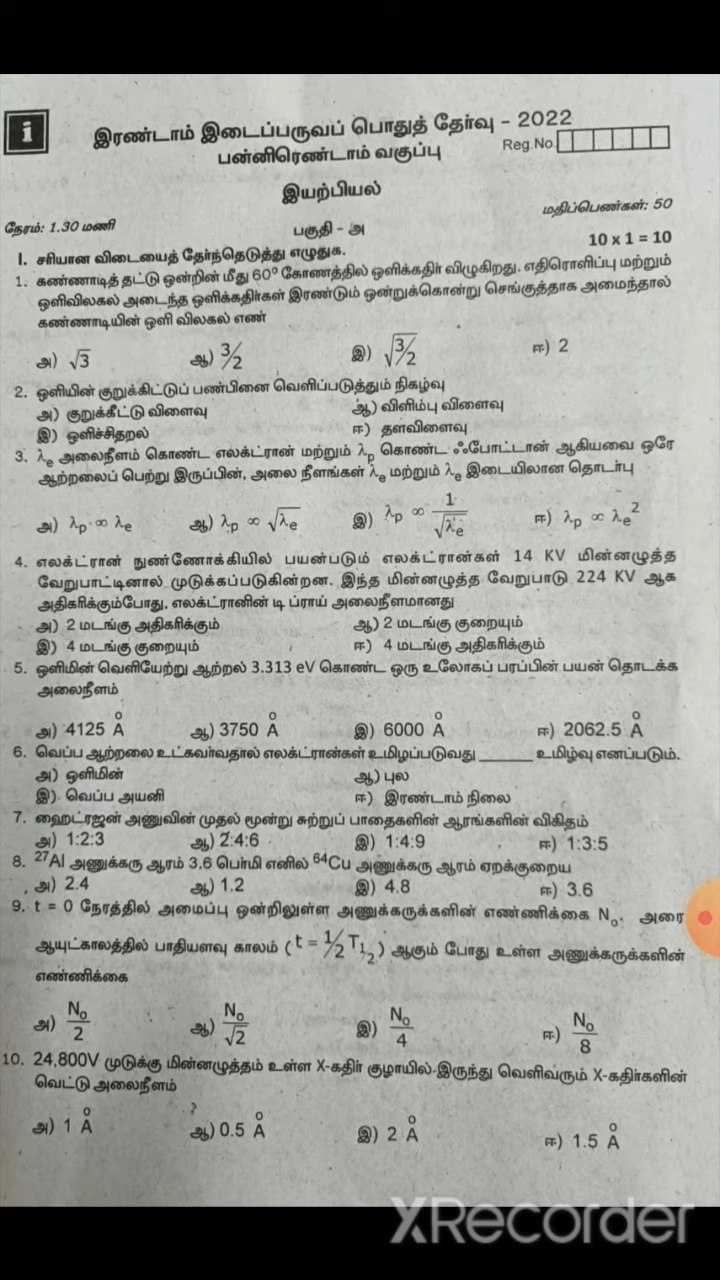 i
இரண்டாம் இடைப்பருவப் பொதுத் தேர்வு - 2022
பன்னிரெண்டாம் வகுப்பு Reg.No.
இயற்பியல்
நேரம்: 1.30 மணி மதிப்பெண்கள்: 50
பகுதி - அ
I. சரியான விடையைத் தேர்ந்தெடுத்து எழுதுக. 10 x 1 = 10
1. கண்ணாடித் தட்டு ஒன்றின் மீது 60⁰ கோணத்தில் ஒளிக்கதிர் விழுகிறது. எதிரொளிப்பு மற்றும்
ஒளிவிலகல் அடைந்த ஒளிக்கதிர்கள் இரண்டும் ஒன்றுக்கொன்று செங்குத்தாக அமைந்தால்
கண்ணாடியின் ஒளி விலகல் எண்
அ) √3 ஆ) 3/2 இ) √(3/2) ஈ) 2
2. ஒளியின் குறுக்கிட்டுப் பண்பினை வெளிப்படுத்தும் நிகழ்வு
அ) குறுக்கீட்டு விளைவு ஆ) விளிம்பு விளைவு
இ) ஒளிச்சிதறல் ஈ) தளவிளைவு
3. λe அலைநீளம் கொண்ட எலக்ட்ரான் மற்றும் λp கொண்ட ஃபோட்டான் ஆகியவை ஒரே
ஆற்றலைப் பெற்று இருப்பின், அலை நீளங்கள் λe மற்றும் λe இடையிலான தொடர்பு
அ) λp ∝ λe ஆ) λp ∝ √λe இ) λp ∝ 1/√λe ஈ) λp ∝ λe²
4. எலக்ட்ரான் நுண்ணோக்கியில் பயன்படும் எலக்ட்ரான்கள் 14 KV மின்னழுத்த
வேறுபாட்டினால் முடுக்கப்படுகின்றன. இந்த மின்னழுத்த வேறுபாடு 224 KV ஆக
அதிகரிக்கும்போது, எலக்ட்ரானின் டி ப்ராய் அலைநீளமானது
அ) 2 மடங்கு அதிகரிக்கும் ஆ) 2 மடங்கு குறையும்
இ) 4 மடங்கு குறையும் ஈ) 4 மடங்கு அதிகரிக்கும்
5. ஒளிமின் வெளியேற்று ஆற்றல் 3.313 eV கொண்ட ஒரு உலோகப் பரப்பின் பயன் தொடக்க
அலைநீளம்
அ) 4125 Å ஆ) 3750 Å இ) 6000 Å ஈ) 2062.5 Å
6. வெப்ப ஆற்றலை உட்கவர்வதால் எலக்ட்ரான்கள் உமிழப்படுவது ______ உமிழ்வு எனப்படும்.
அ) ஒளிமின் ஆ) புல
இ) வெப்ப அயனி ஈ) இரண்டாம் நிலை
7. ஹைட்ரஜன் அணுவின் முதல் மூன்று சுற்றுப் பாதைகளின் ஆரங்களின் விகிதம்
அ) 1:2:3 ஆ) 2:4:6 இ) 1:4:9 ஈ) 1:3:5
8. ²⁷Al அணுக்கரு ஆரம் 3.6 பெர்மி எனில் ⁶⁴Cu அணுக்கரு ஆரம் ஏறக்குறைய
அ) 2.4 ஆ) 1.2 இ) 4.8 ஈ) 3.6
9. t = 0 நேரத்தில் அமைப்பு ஒன்றிலுள்ள அணுக்கருக்களின் எண்ணிக்கை N₀. அரை
ஆயுட்காலத்தில் பாதியளவு காலம் (t = 1/2 T1/2) ஆகும் போது உள்ள அணுக்கருக்களின்
எண்ணிக்கை
அ) N₀/2 ஆ) N₀/√2 இ) N₀/4 ஈ) N₀/8
10. 24,800V முடுக்கு மின்னழுத்தம் உள்ள X-கதிர் குழாயில் இருந்து வெளிவரும் X-கதிர்களின்
வெட்டு அலைநீளம்
அ) 1 Å ஆ) 0.5 Å இ) 2 Å ஈ) 1.5 Å
XRecorder